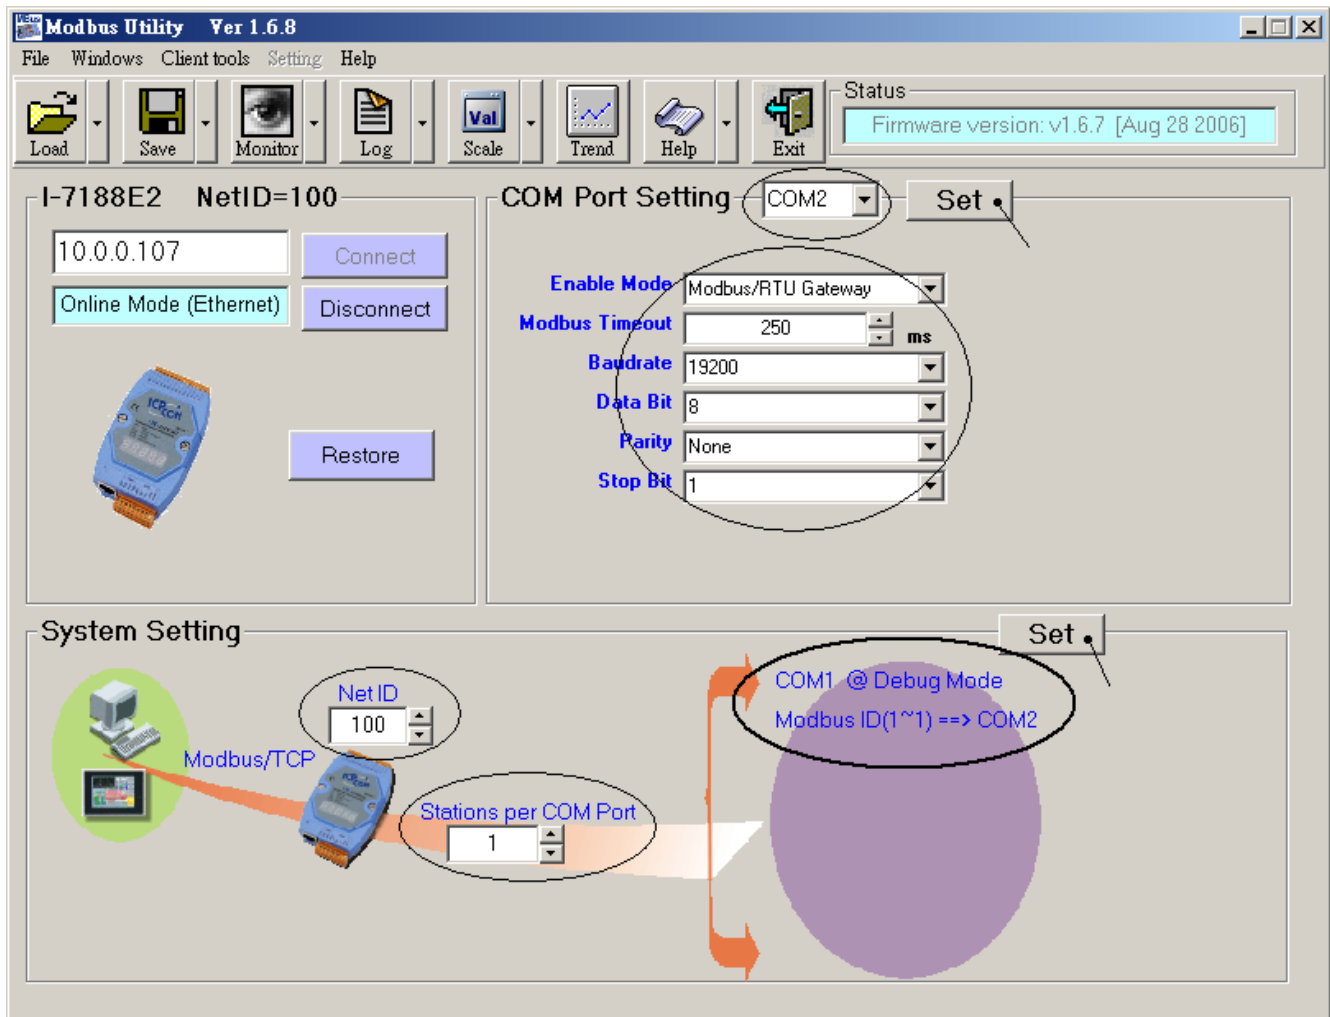 Modbus Utility Ver 1.6.8
File Windows Client tools Setting Help
Load Save Monitor Log Val Scale Trend Help Exit
Status
Firmware version: v1.6.7 [Aug 28 2006]
I-7188E2 NetID=100
10.0.0.107
Connect
Online Mode (Ethernet)
Disconnect
Restore
COM Port Setting COM2 Set
Enable Mode Modbus/RTU Gateway
Modbus Timeout 250 ms
Baudrate 19200
Data Bit 8
Parity None
Stop Bit 1
System Setting
Set
Net ID
100
Modbus/TCP
Stations per COM Port
1
COM1 @ Debug Mode
Modbus ID(1~1) ==> COM2